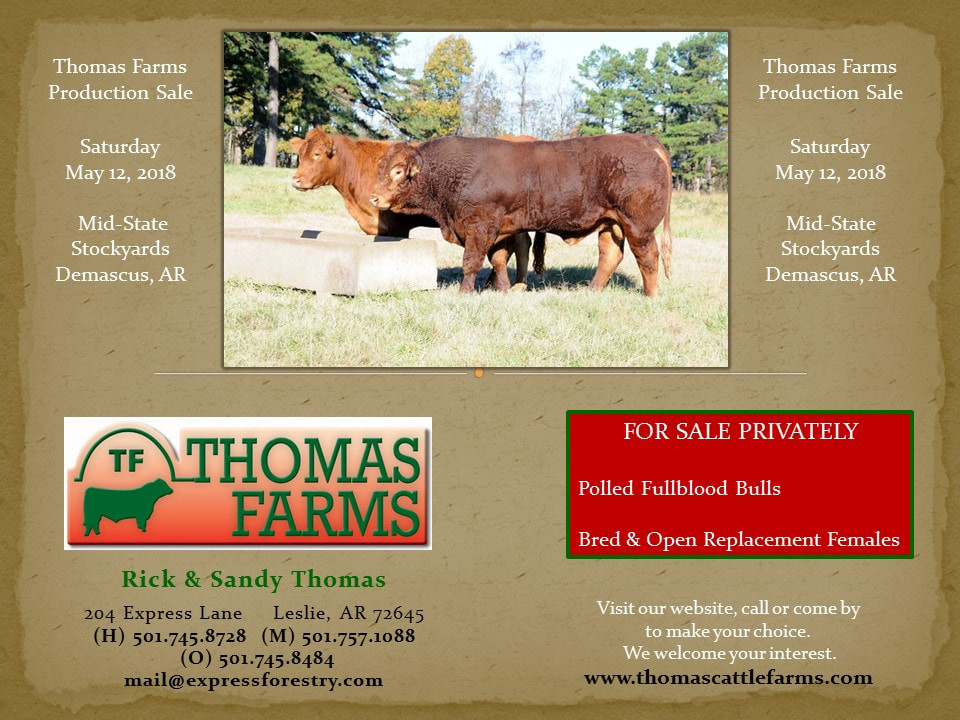 Thomas Farms
Production Sale
Saturday
May 12, 2018
Mid-State
Stockyards
Demascus, AR
Thomas Farms
Production Sale
Saturday
May 12, 2018
Mid-State
Stockyards
Demascus, AR
TF
THOMAS
FARMS
Rick & Sandy Thomas
204 Express Lane Leslie, AR 72645
(H) 501.745.8728 (M) 501.757.1088
(O) 501.745.8484
mail@expressforestry.com
FOR SALE PRIVATELY
Polled Fullblood Bulls
Bred & Open Replacement Females
Visit our website, call or come by
to make your choice.
We welcome your interest.
www.thomascattlefarms.com